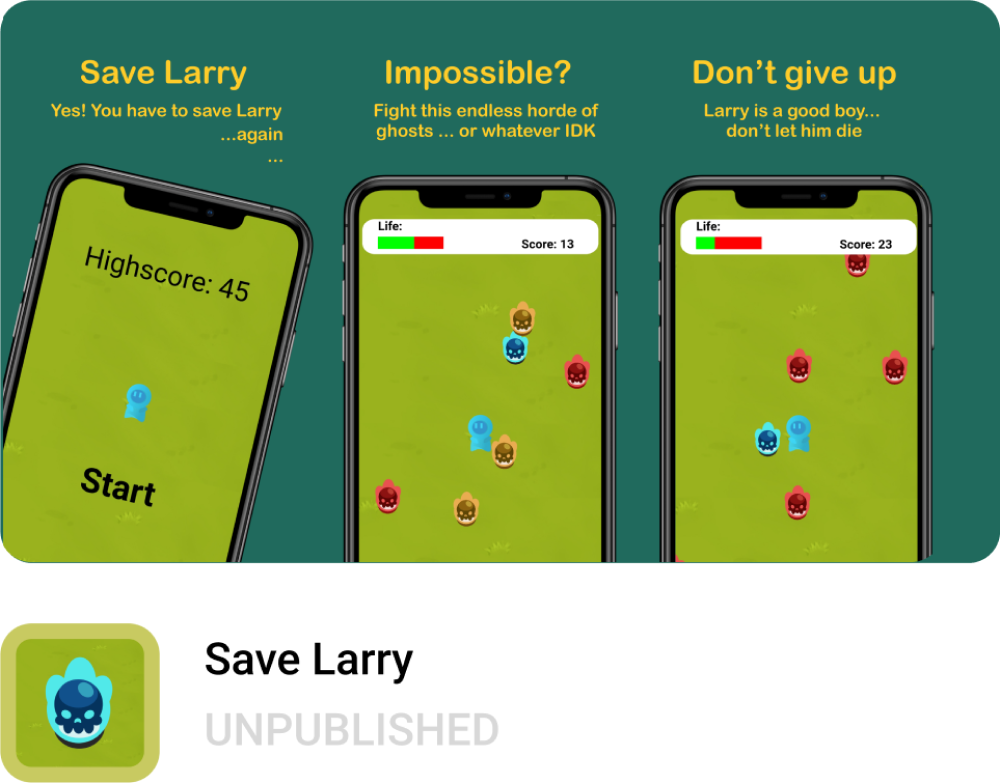 Save Larry
Yes! You have to save Larry
...again
...
Highscore: 45
Start
Impossible?
Fight this endless horde of
ghosts ... or whatever IDK
Life:
Score: 13
Don't give up
Larry is a good boy...
don't let him die
Life:
Score: 23
Save Larry
UNPUBLISHED